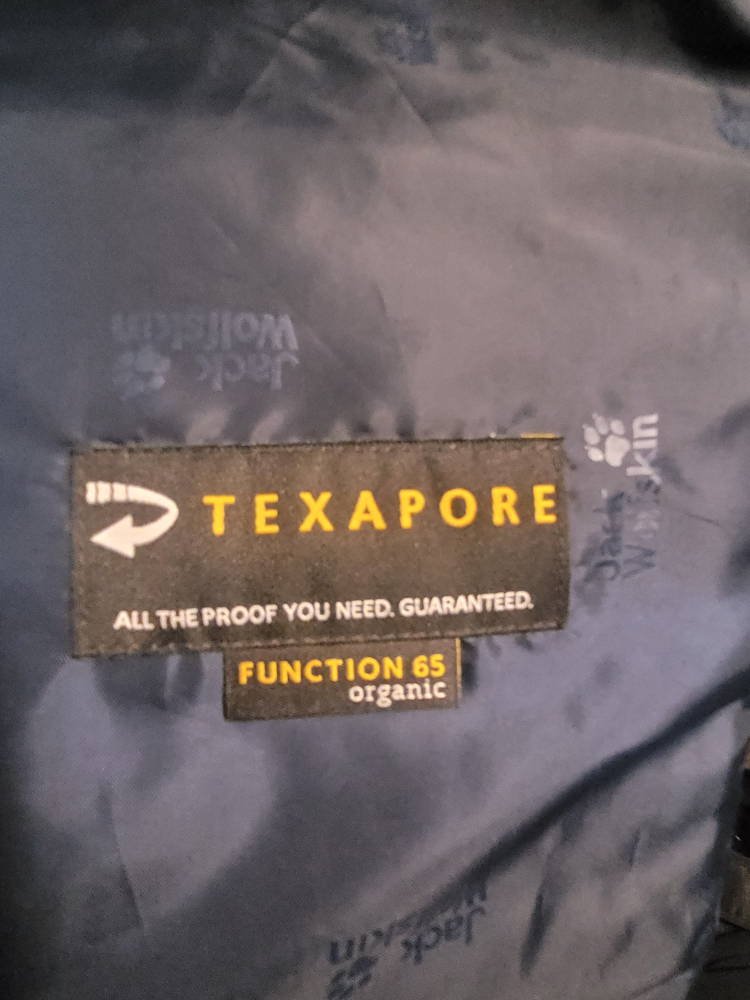 Jack
Wolfskin
Jack
Wolfskin
TEXAPORE
ALL THE PROOF YOU NEED. GUARANTEED.
FUNCTION 65
organic
Jack
Wolfskin